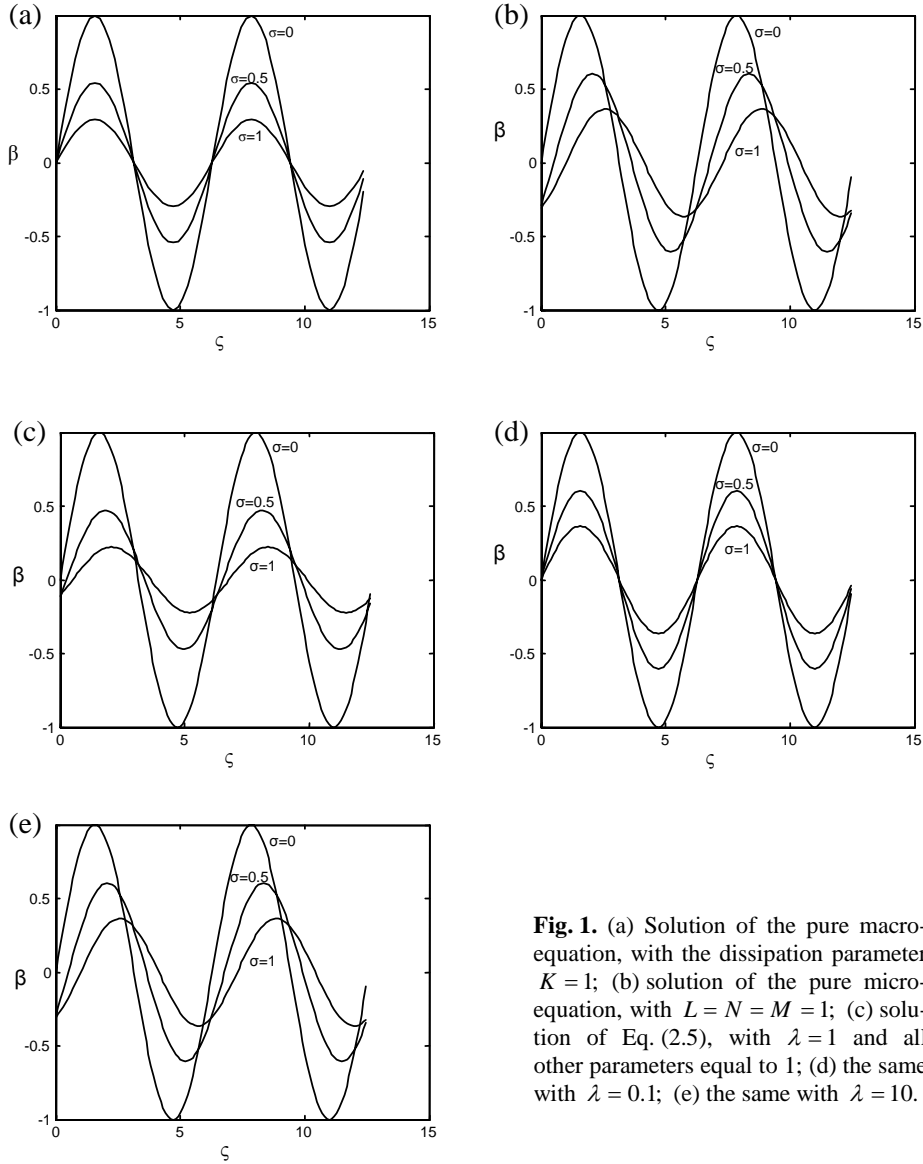 (a)
σ=0
0.5
σ=0.5
σ=1
β
0
-0.5
-1
0 5 10 15
ς
(b)
σ=0
0.5
σ=0.5
β
σ=1
0
-0.5
-1
0 5 10 15
ς
(c)
σ=0
0.5
σ=0.5
σ=1
β
0
-0.5
-1
0 5 10 15
ς
(d)
σ=0
0.5
σ=0.5
σ=1
β
0
-0.5
-1
0 5 10 15
ς
(e)
σ=0
0.5
σ=0.5
σ=1
β
0
-0.5
-1
0 5 10 15
ς
Fig. 1. (a) Solution of the pure macro-
equation, with the dissipation parameter
K = 1; (b) solution of the pure micro-
equation, with L = N = M = 1; (c) solu-
tion of Eq. (2.5), with λ = 1 and all
other parameters equal to 1; (d) the same
with λ = 0.1; (e) the same with λ = 10.